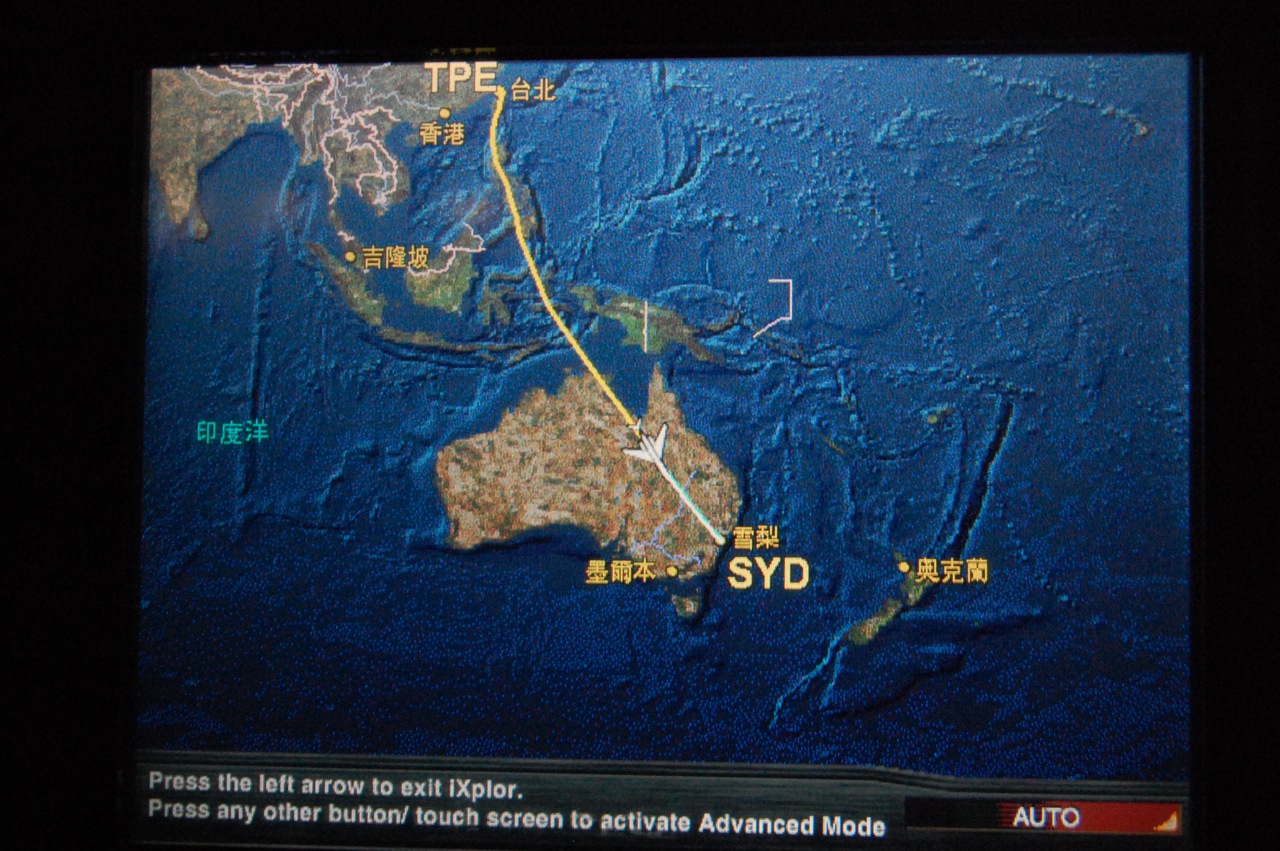 TPE
台北
香港
吉隆坡
印度洋
雪梨
墨爾本
SYD
奧克蘭
Press the left arrow to exit iXplor.
Press any other button/ touch screen to activate Advanced Mode
AUTO